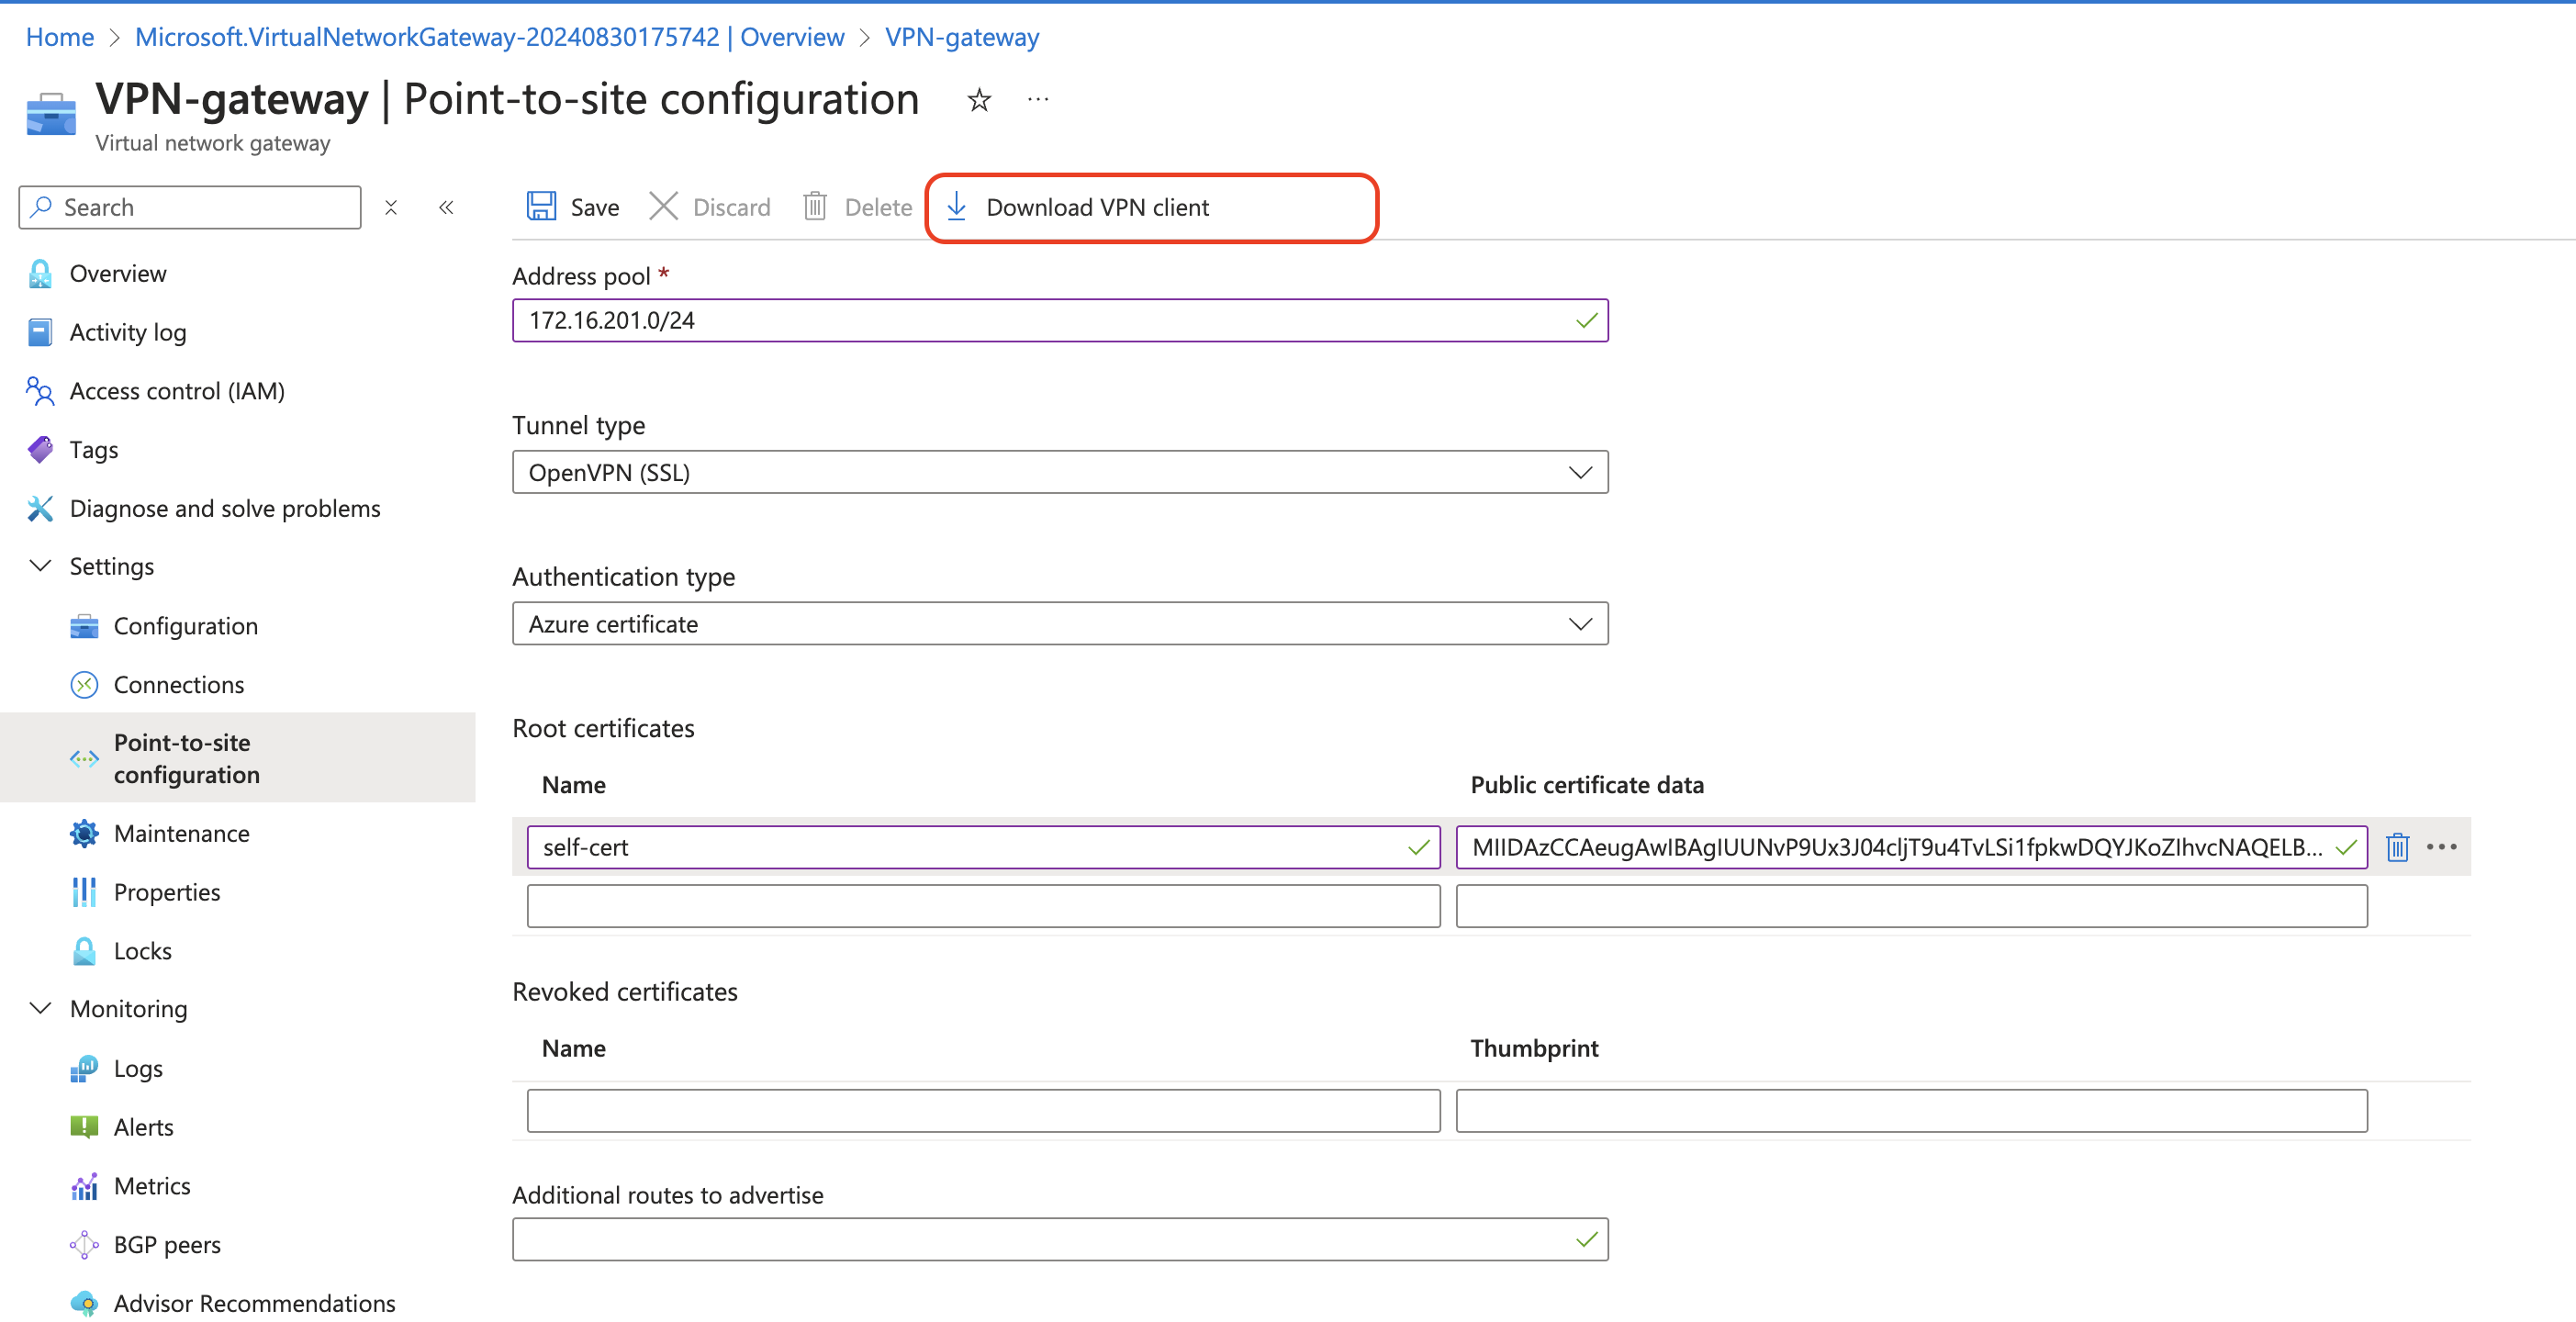 Home > Microsoft.VirtualNetworkGateway-20240830175742 | Overview > VPN-gateway
VPN-gateway | Point-to-site configuration
Virtual network gateway
Search
Save
Discard
Delete
Download VPN client
Overview
Activity log
Access control (IAM)
Tags
Diagnose and solve problems
Settings
Configuration
Connections
Point-to-site
configuration
Maintenance
Properties
Locks
Monitoring
Logs
Alerts
Metrics
BGP peers
Advisor Recommendations
Address pool *
172.16.201.0/24
Tunnel type
OpenVPN (SSL)
Authentication type
Azure certificate
Root certificates
Name Public certificate data
self-cert MIIDAzCCAeugAwIBAgIUUNvP9Ux3J04cljT9u4TvLSi1fpkwDQYJKoZIhvcNAQELB...
Revoked certificates
Name Thumbprint
Additional routes to advertise